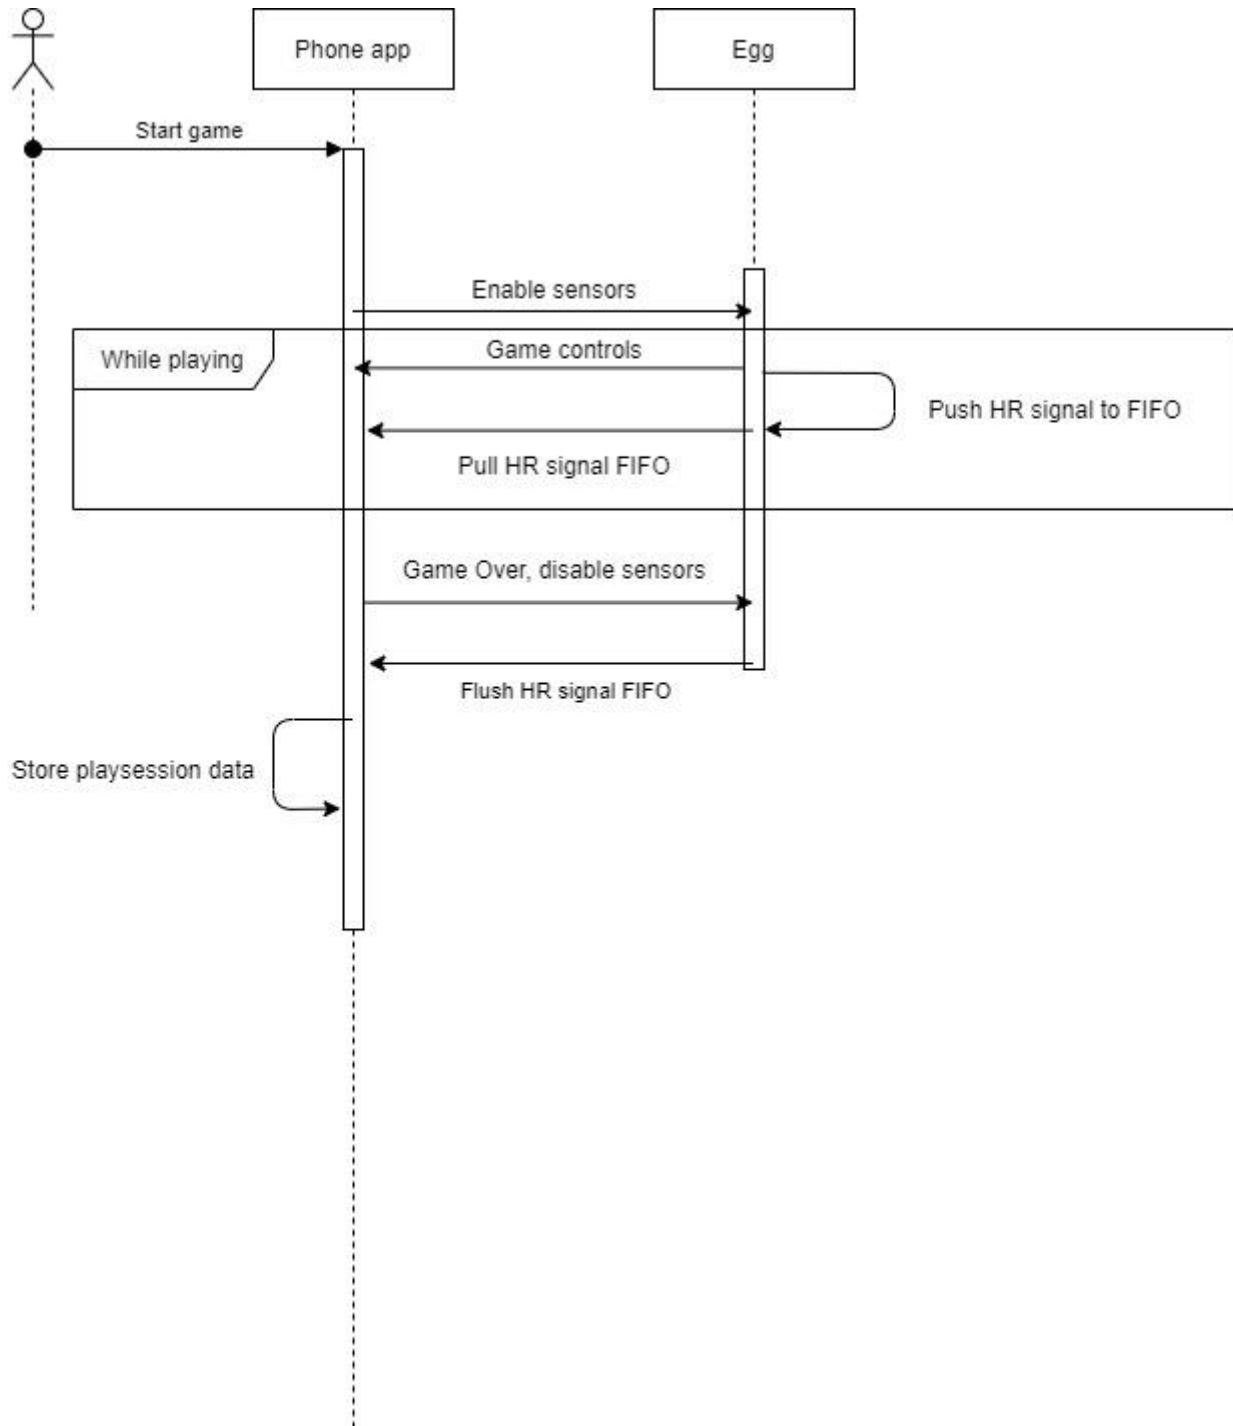 Phone app
Egg
Start game
Enable sensors
While playing
Game controls
Push HR signal to FIFO
Pull HR signal FIFO
Game Over, disable sensors
Flush HR signal FIFO
Store playsession data